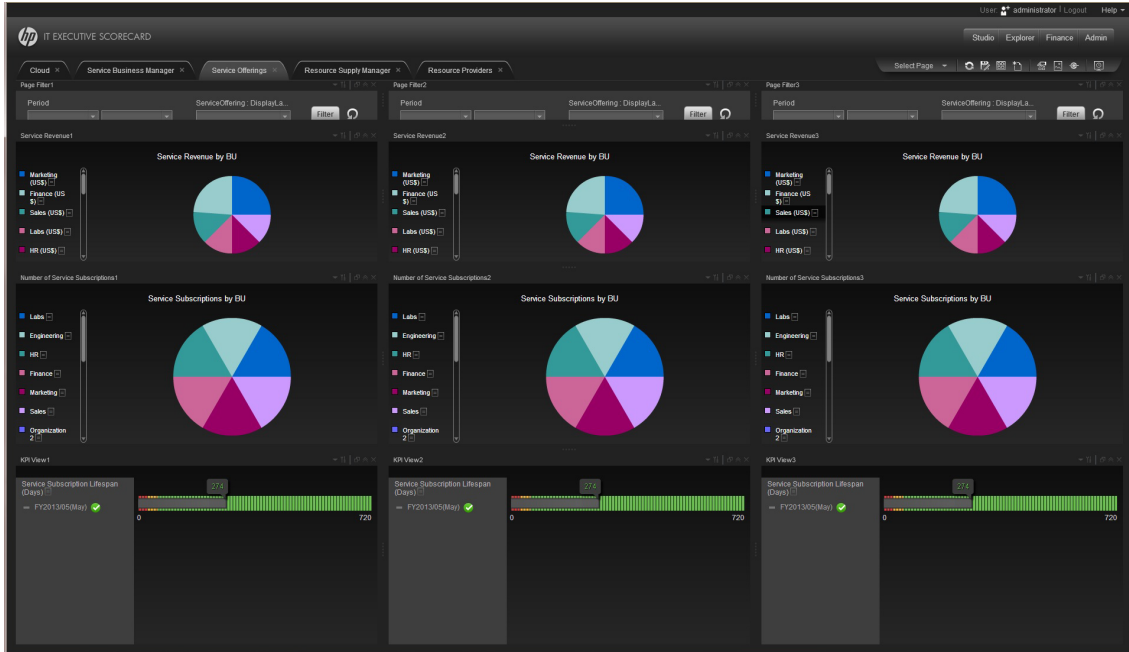 User administrator | Logout Help
hp IT EXECUTIVE SCORECARD
Studio Explorer Finance Admin
Cloud × Service Business Manager × Service Offerings × Resource Supply Manager × Resource Providers × Select Page
Page Filter1 Page Filter2 Page Filter3
Period ServiceOffering : DisplayLa... Period ServiceOffering : DisplayLa... Period ServiceOffering : DisplayLa...
Filter Filter Filter
Service Revenue1 Service Revenue2 Service Revenue3
Service Revenue by BU Service Revenue by BU Service Revenue by BU
Marketing Marketing Marketing
(US$) (US$) (US$)
Finance (US Finance (US Finance (US
$) $) $)
Sales (US$) Sales (US$) Sales (US$)
Labs (US$) Labs (US$) Labs (US$)
HR (US$) HR (US$) HR (US$)
Number of Service Subscriptions1 Number of Service Subscriptions2 Number of Service Subscriptions3
Service Subscriptions by BU Service Subscriptions by BU Service Subscriptions by BU
Labs Labs Labs
Engineering Engineering Engineering
HR HR HR
Finance Finance Finance
Marketing Marketing Marketing
Sales Sales Sales
Organization Organization Organization
2 2 2
KPI View1 KPI View2 KPI View3
Service Subscription Lifespan 274 Service Subscription Lifespan 274 Service Subscription Lifespan 274
(Days) (Days) (Days)
FY2013/05(May) FY2013/05(May) FY2013/05(May)
0 720 0 720 0 720